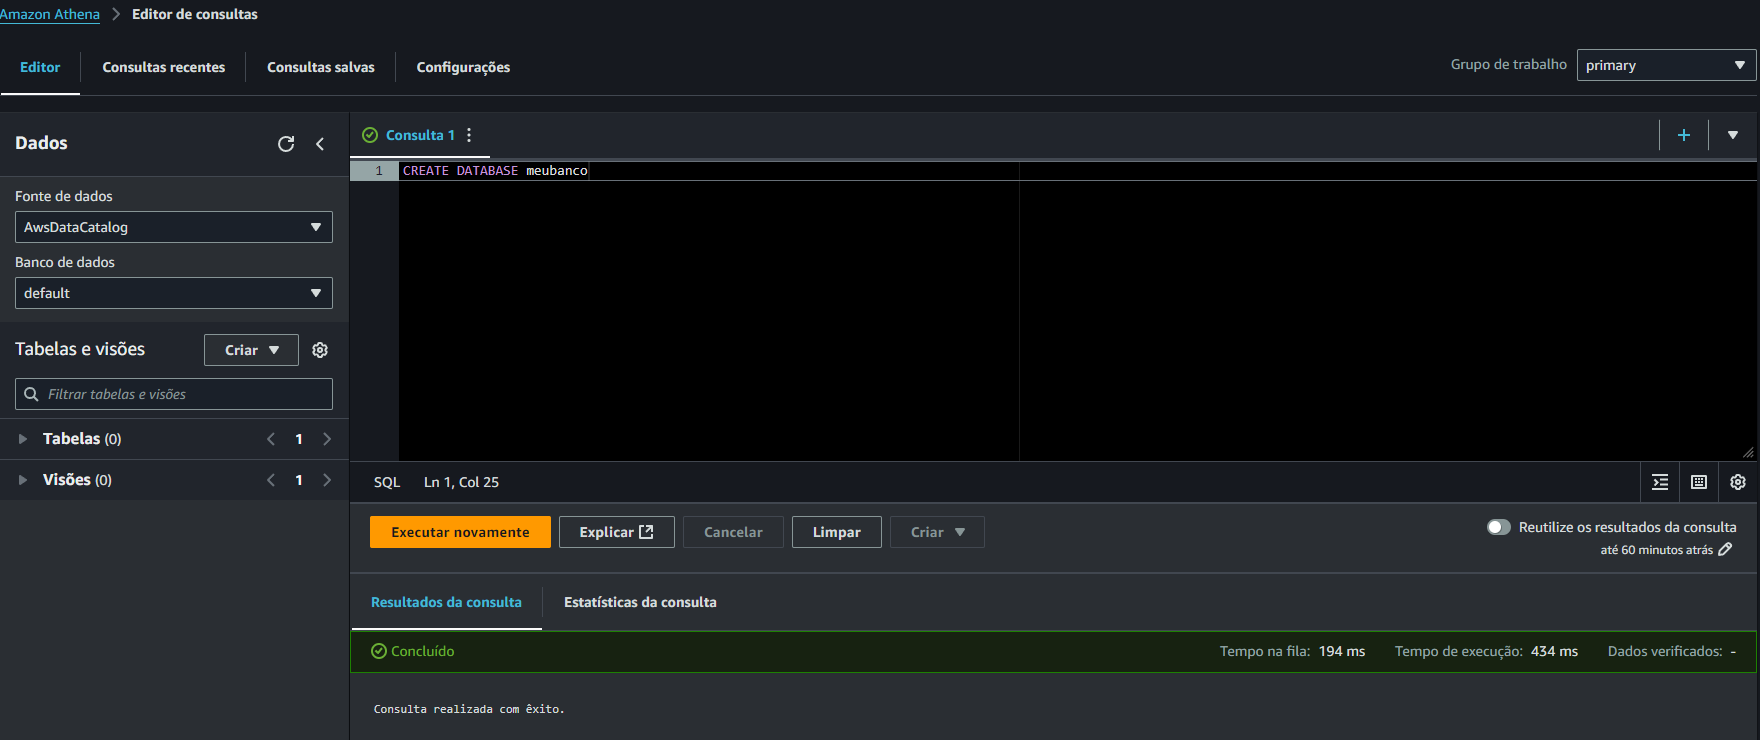 Amazon Athena > Editor de consultas
Editor Consultas recentes Consultas salvas Configurações
Grupo de trabalho primary
Dados
Fonte de dados
AwsDataCatalog
Banco de dados
default
Tabelas e visões Criar
Filtrar tabelas e visões
Tabelas (0) 1
Visões (0) 1
Consulta 1
1 CREATE DATABASE meubanco
SQL Ln 1, Col 25
Executar novamente Explicar Cancelar Limpar Criar
Reutilize os resultados da consulta
até 60 minutos atrás
Resultados da consulta Estatísticas da consulta
Concluído Tempo na fila: 194 ms Tempo de execução: 434 ms Dados verificados: -
Consulta realizada com êxito.